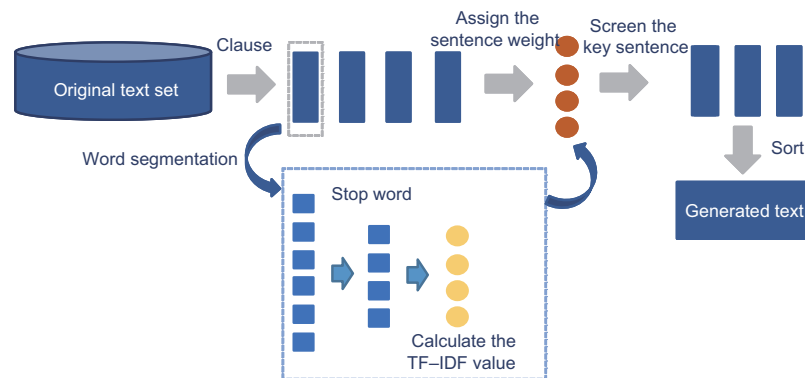 Original text set
Clause
Assign the
sentence weight
Screen the
key sentence
Word segmentation
Sort
Stop word
Generated text
Calculate the
TF–IDF value